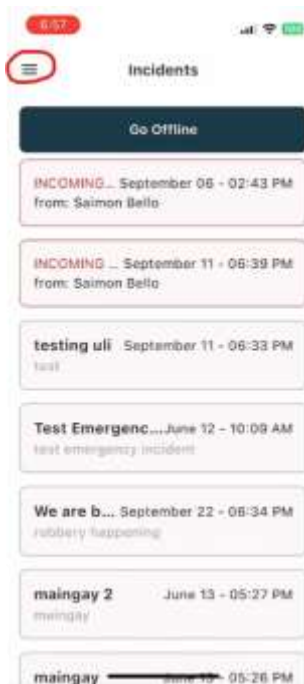 6:57
Incidents
Go Offline
INCOMING... September 06 - 02:43 PM
from: Saimon Bello
INCOMING ... September 11 - 06:39 PM
from: Saimon Bello
testing uli September 11 - 06:33 PM
test
Test Emergenc... June 12 - 10:09 AM
test emergency incident
We are b... September 22 - 06:34 PM
robbery happening
maingay 2 June 13 - 05:27 PM
maingay
maingay - 05:26 PM